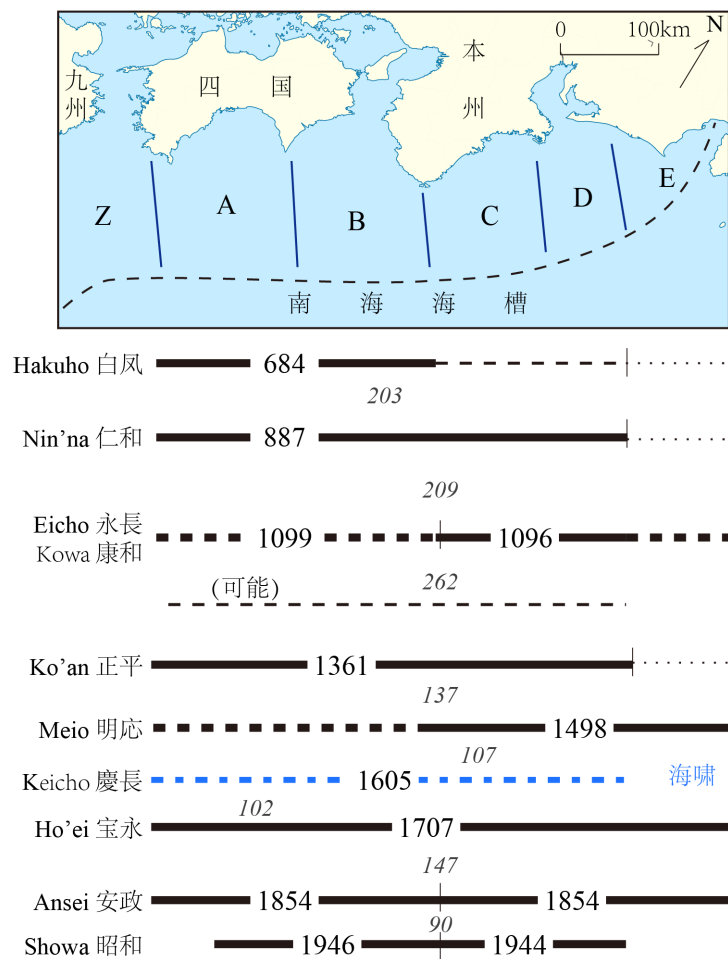 0 100km N
本
九
州
四国
州
Z A B C D E
南海海槽
Hakuho 白凤 684
203
Nin’na 仁和 887
209
Eicho 永長 1099 1096
Kowa 康和
(可能) 262
Ko’an 正平 1361
137
Meio 明応 1498
107
Keicho 慶長 1605 海啸
102
Ho’ei 宝永 1707
147
Ansei 安政 1854 1854
90
Showa 昭和 1946 1944